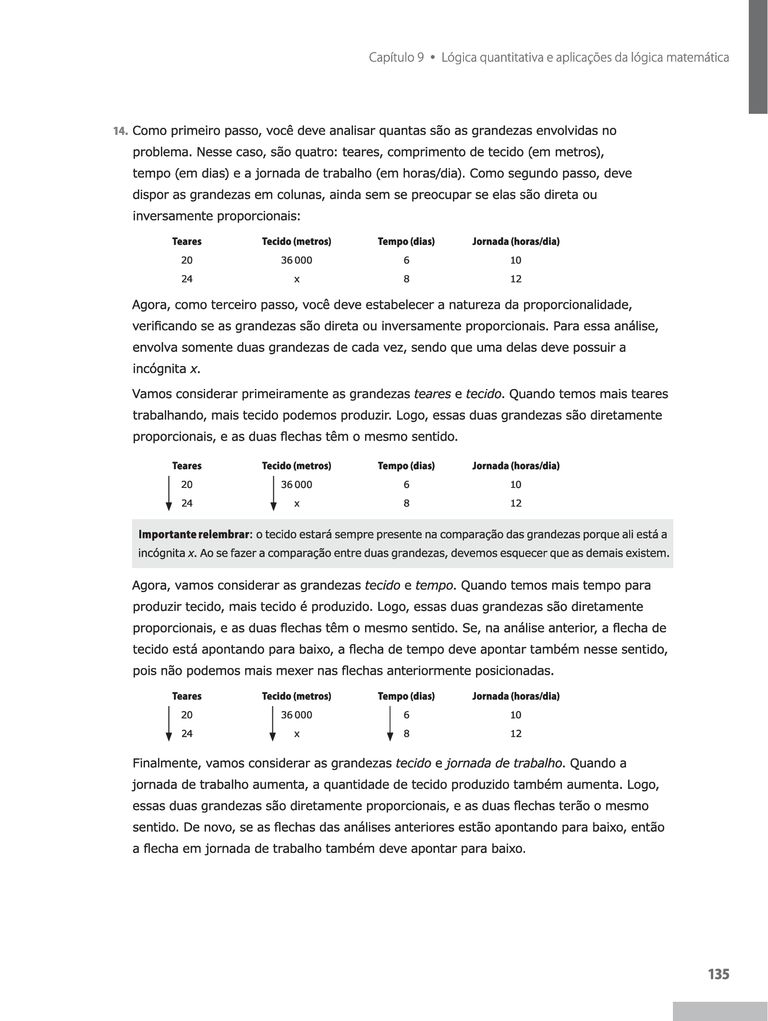 Capítulo 9 • Lógica quantitativa e aplicações da lógica matemática
14. Como primeiro passo, você deve analisar quantas são as grandezas envolvidas no
problema. Nesse caso, são quatro: teares, comprimento de tecido (em metros),
tempo (em dias) e a jornada de trabalho (em horas/dia). Como segundo passo, deve
dispor as grandezas em colunas, ainda sem se preocupar se elas são direta ou
inversamente proporcionais:
Teares Tecido (metros) Tempo (dias) Jornada (horas/dia)
20 36 000 6 10
24 x 8 12
Agora, como terceiro passo, você deve estabelecer a natureza da proporcionalidade,
verificando se as grandezas são direta ou inversamente proporcionais. Para essa análise,
envolva somente duas grandezas de cada vez, sendo que uma delas deve possuir a
incógnita x.
Vamos considerar primeiramente as grandezas teares e tecido. Quando temos mais teares
trabalhando, mais tecido podemos produzir. Logo, essas duas grandezas são diretamente
proporcionais, e as duas flechas têm o mesmo sentido.
Teares Tecido (metros) Tempo (dias) Jornada (horas/dia)
20 36 000 6 10
24 x 8 12
Importante relembrar: o tecido estará sempre presente na comparação das grandezas porque ali está a
incógnita x. Ao se fazer a comparação entre duas grandezas, devemos esquecer que as demais existem.
Agora, vamos considerar as grandezas tecido e tempo. Quando temos mais tempo para
produzir tecido, mais tecido é produzido. Logo, essas duas grandezas são diretamente
proporcionais, e as duas flechas têm o mesmo sentido. Se, na análise anterior, a flecha de
tecido está apontando para baixo, a flecha de tempo deve apontar também nesse sentido,
pois não podemos mais mexer nas flechas anteriormente posicionadas.
Teares Tecido (metros) Tempo (dias) Jornada (horas/dia)
20 36 000 6 10
24 x 8 12
Finalmente, vamos considerar as grandezas tecido e jornada de trabalho. Quando a
jornada de trabalho aumenta, a quantidade de tecido produzido também aumenta. Logo,
essas duas grandezas são diretamente proporcionais, e as duas flechas terão o mesmo
sentido. De novo, se as flechas das análises anteriores estão apontando para baixo, então
a flecha em jornada de trabalho também deve apontar para baixo.
135